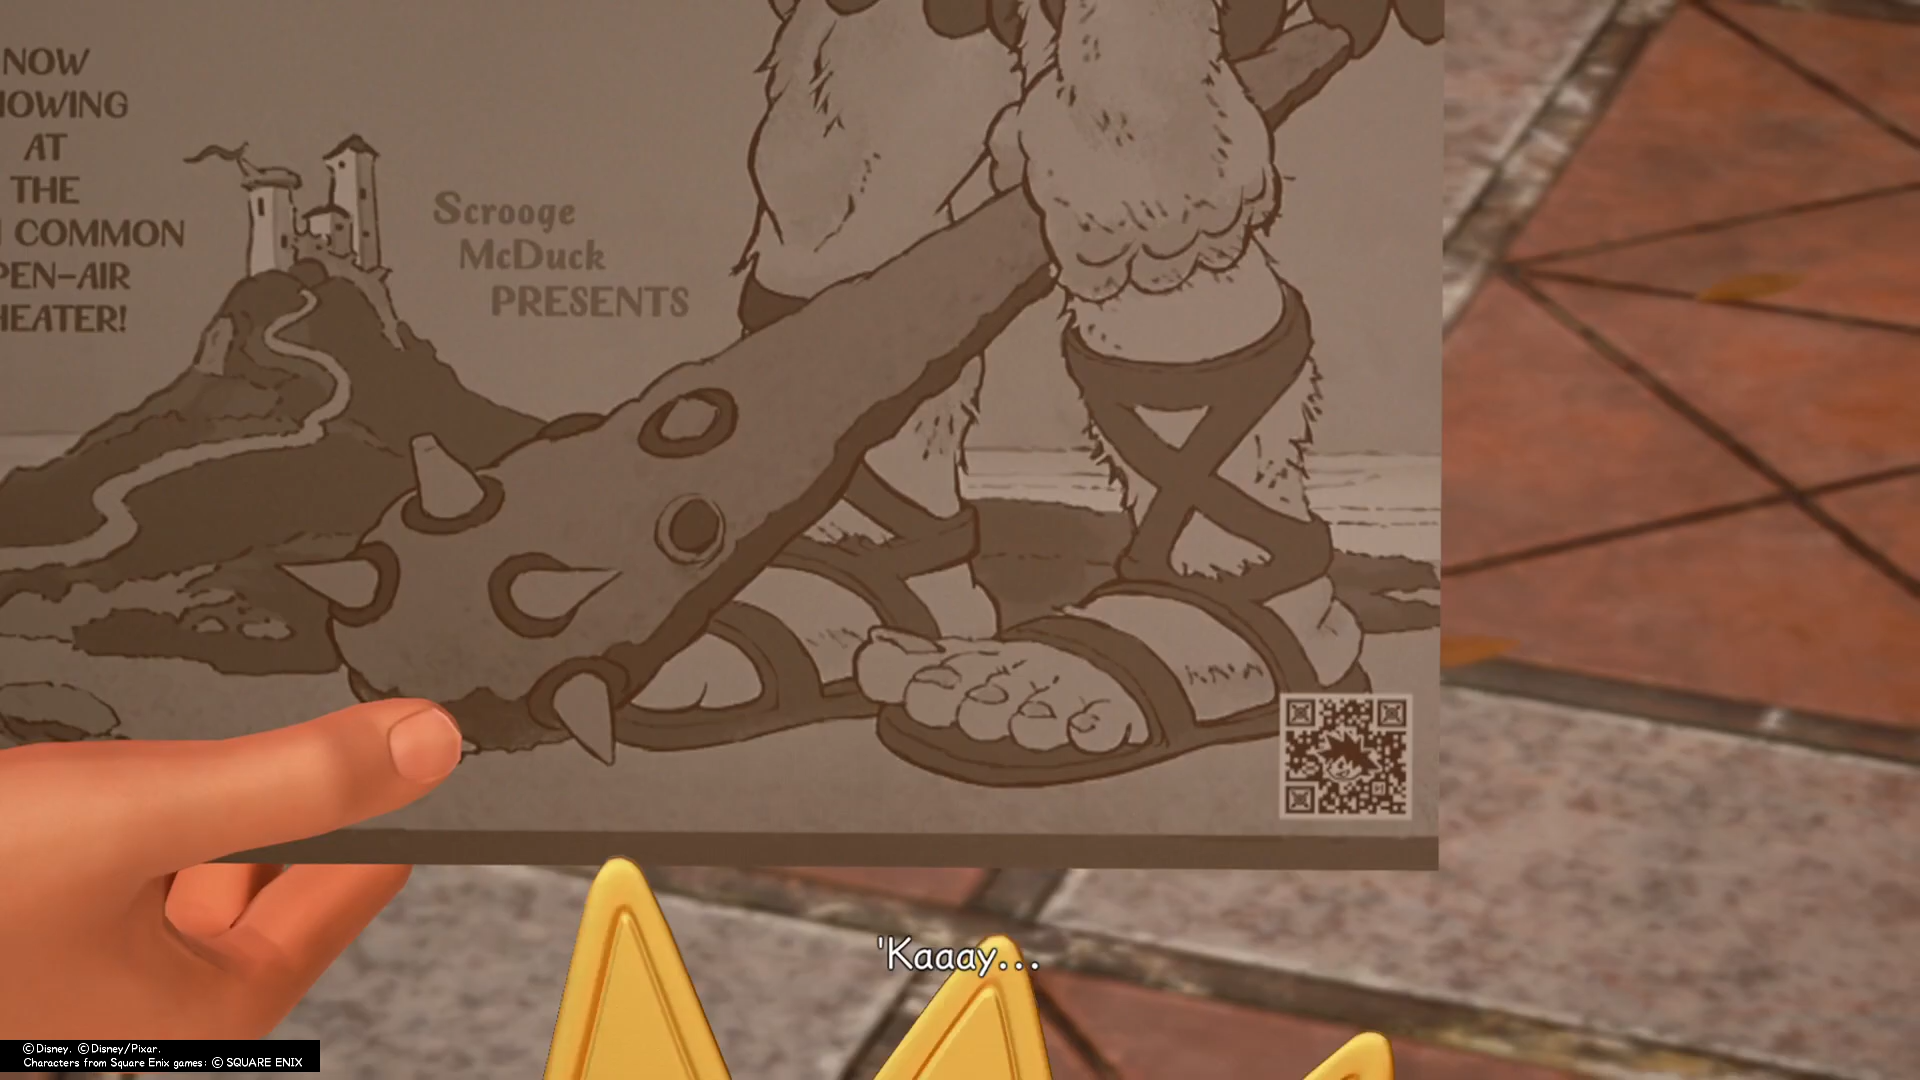 NOW
HOWING
AT
THE
COMMON
PEN-AIR
HEATER!
Scrooge
McDuck
PRESENTS
'Kaaay...
©Disney. ©Disney/Pixar.
Characters from Square Enix games: © SQUARE ENIX